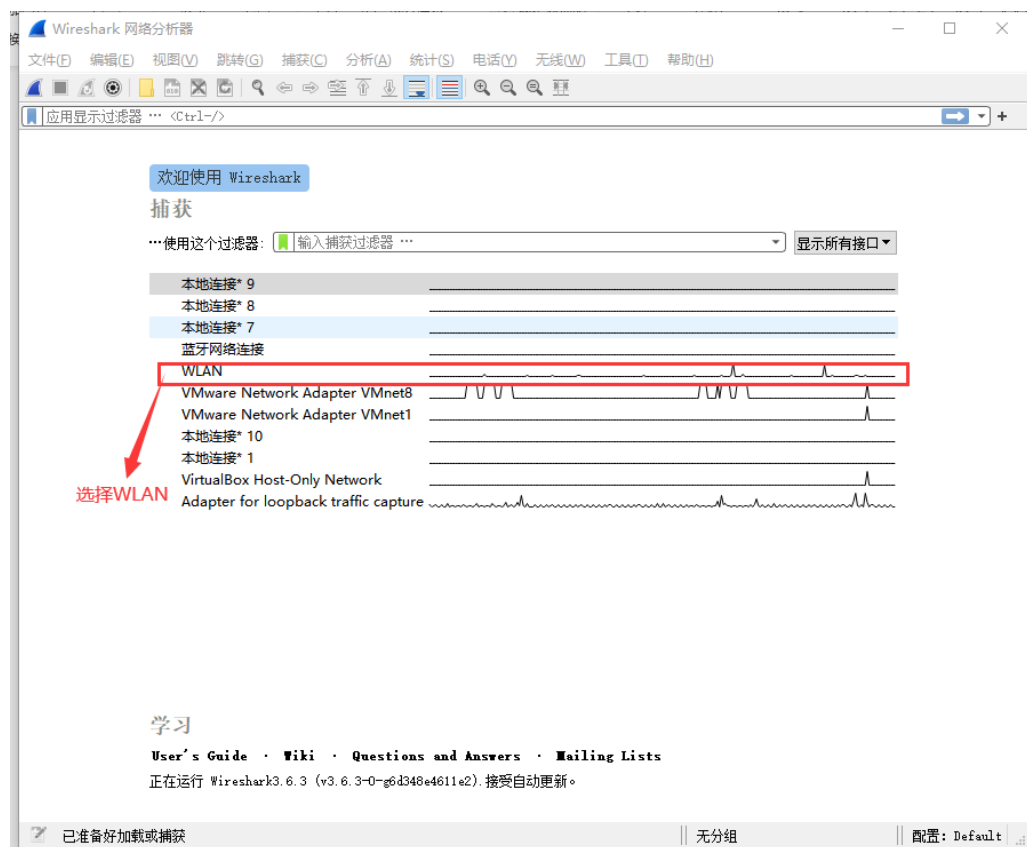 Wireshark 网络分析器
文件(F) 编辑(E) 视图(V) 跳转(G) 捕获(C) 分析(A) 统计(S) 电话(Y) 无线(W) 工具(T) 帮助(H)
应用显示过滤器 … <Ctrl-/>
欢迎使用 Wireshark
捕获
…使用这个过滤器: 输入捕获过滤器 … 显示所有接口
本地连接* 9
本地连接* 8
本地连接* 7
蓝牙网络连接
WLAN
VMware Network Adapter VMnet8
VMware Network Adapter VMnet1
本地连接* 10
本地连接* 1
VirtualBox Host-Only Network
选择WLAN
Adapter for loopback traffic capture
学习
User's Guide · Wiki · Questions and Answers · Mailing Lists
正在运行 Wireshark3.6.3 (v3.6.3-0-g6d348e4611e2).接受自动更新。
已准备好加载或捕获 无分组 配置: Default